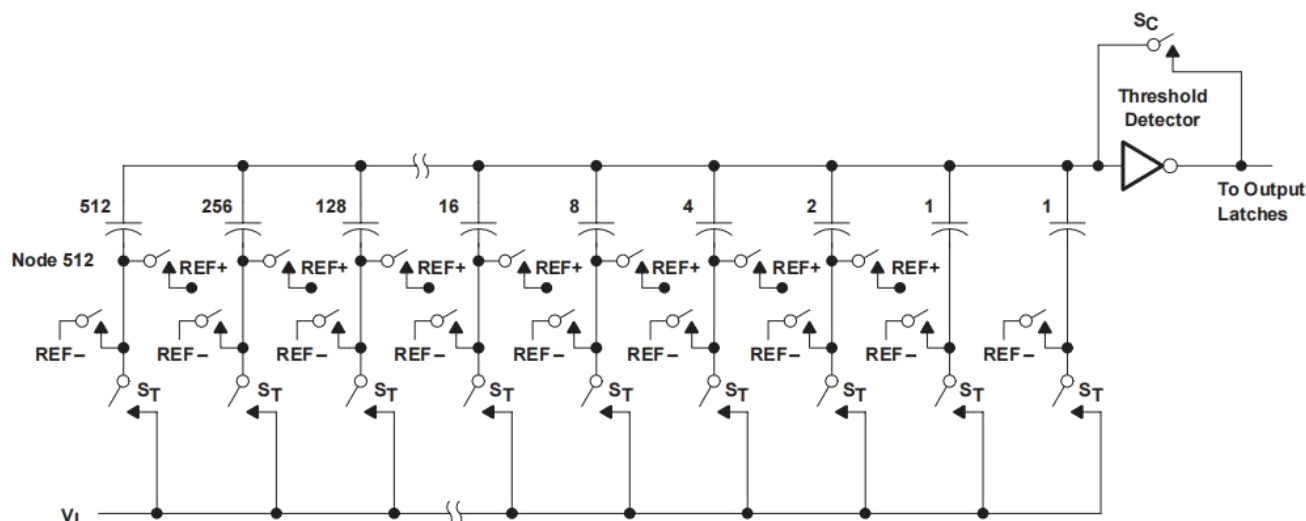 SC
Threshold
Detector
To Output
Latches
512 256 128 16 8 4 2 1 1
Node 512 REF+ REF+ REF+ REF+ REF+ REF+ REF+
REF− REF− REF− REF− REF− REF− REF− REF− REF−
ST ST ST ST ST ST ST ST ST
VI